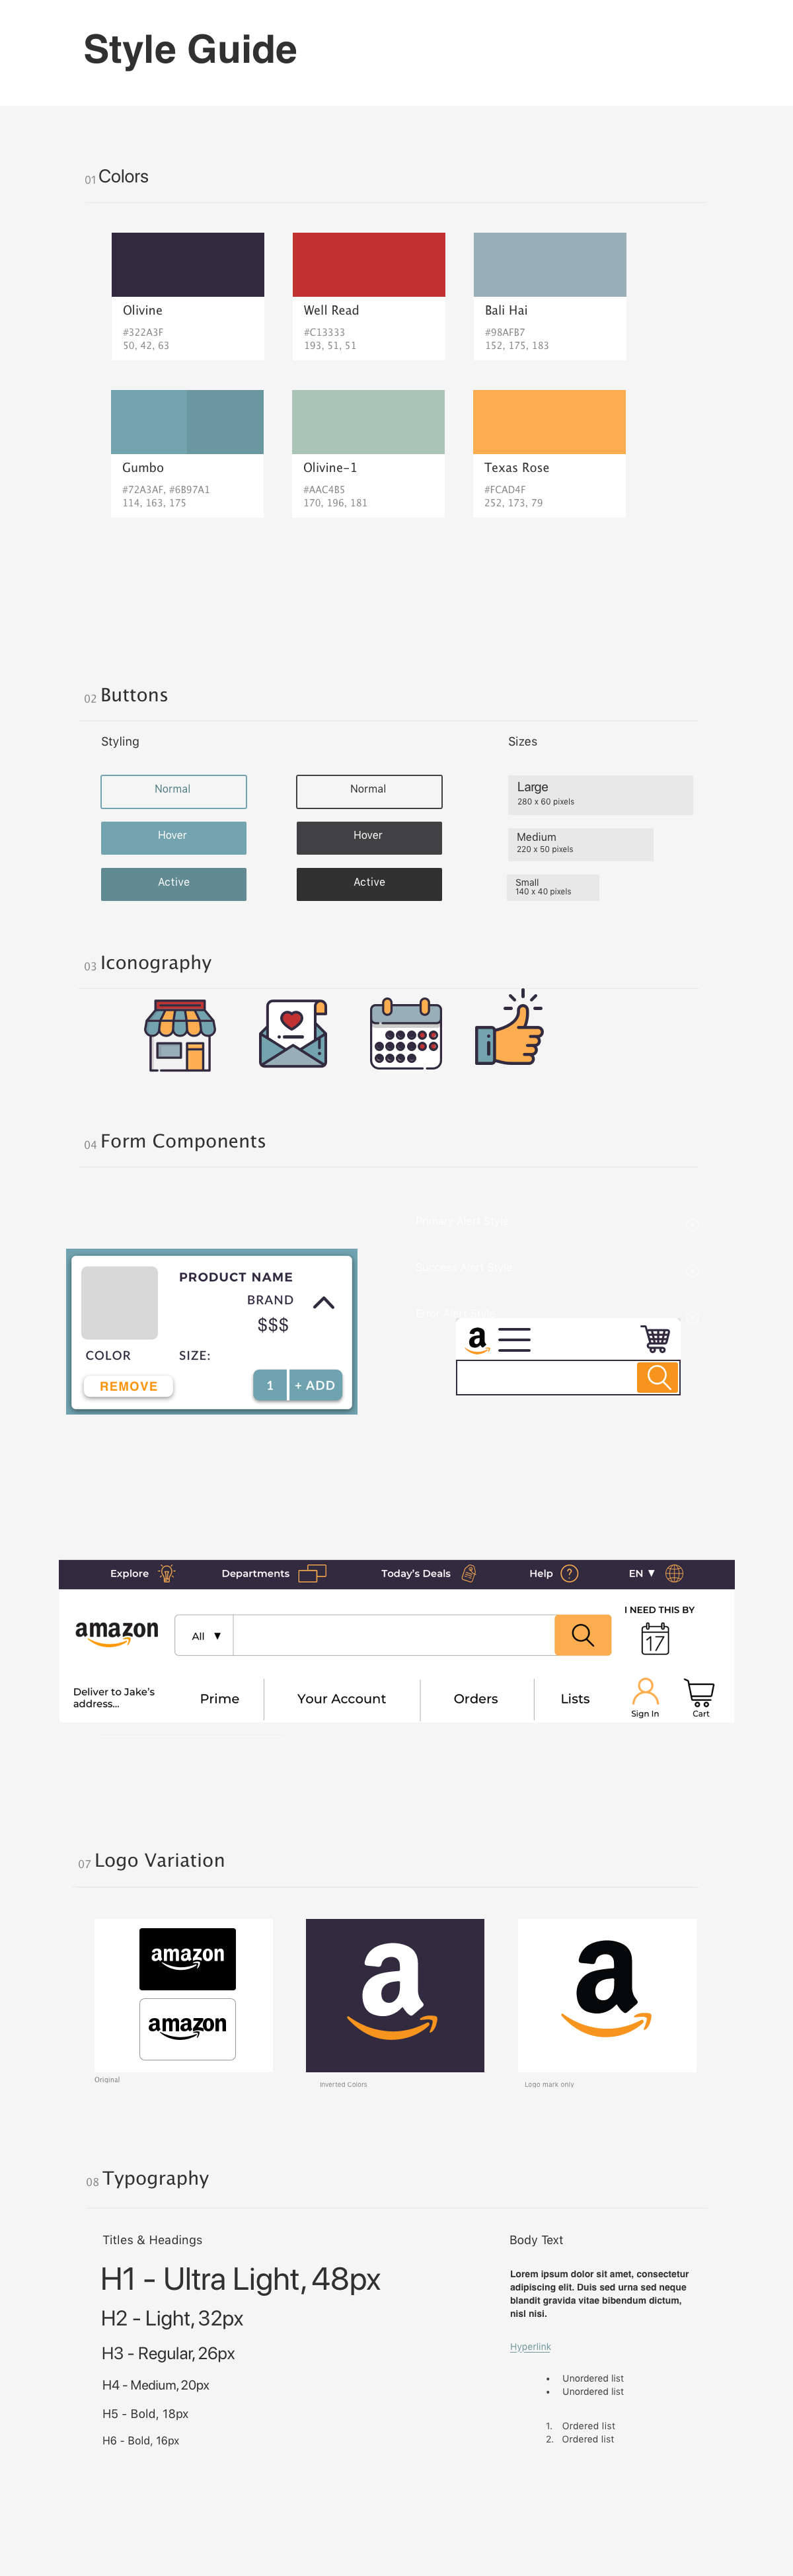 Style Guide
01 Colors
Olivine
#322A3F
50, 42, 63
Well Read
#C13333
193, 51, 51
Bali Hai
#98AFB7
152, 175, 183
Gumbo
#72A3AF, #6B97A1
114, 163, 175
Olivine-1
#AAC4B5
170, 196, 181
Texas Rose
#FCAD4F
252, 173, 79
02 Buttons
Styling
Normal
Hover
Active
Normal
Hover
Active
Sizes
Large
280 x 60 pixels
Medium
220 x 50 pixels
Small
140 x 40 pixels
03 Iconography
04 Form Components
Primary Alert Style
Success Alert Style
Error Alert Style
PRODUCT NAME
BRAND
$$$
COLOR SIZE:
REMOVE
1 + ADD
a
Explore Departments Today's Deals Help ? EN ▼
amazon
All ▼
I NEED THIS BY
17
Deliver to Jake's
address...
Prime Your Account Orders Lists
Sign In Cart
07 Logo Variation
amazon
amazon
Original
a
Inverted Colors
a
Logo mark only
08 Typography
Titles & Headings
H1 - Ultra Light, 48px
H2 - Light, 32px
H3 - Regular, 26px
H4 - Medium, 20px
H5 - Bold, 18px
H6 - Bold, 16px
Body Text
Lorem ipsum dolor sit amet, consectetur
adipiscing elit. Duis sed urna sed neque
blandit gravida vitae bibendum dictum,
nisl nisi.
Hyperlink
• Unordered list
• Unordered list
1. Ordered list
2. Ordered list